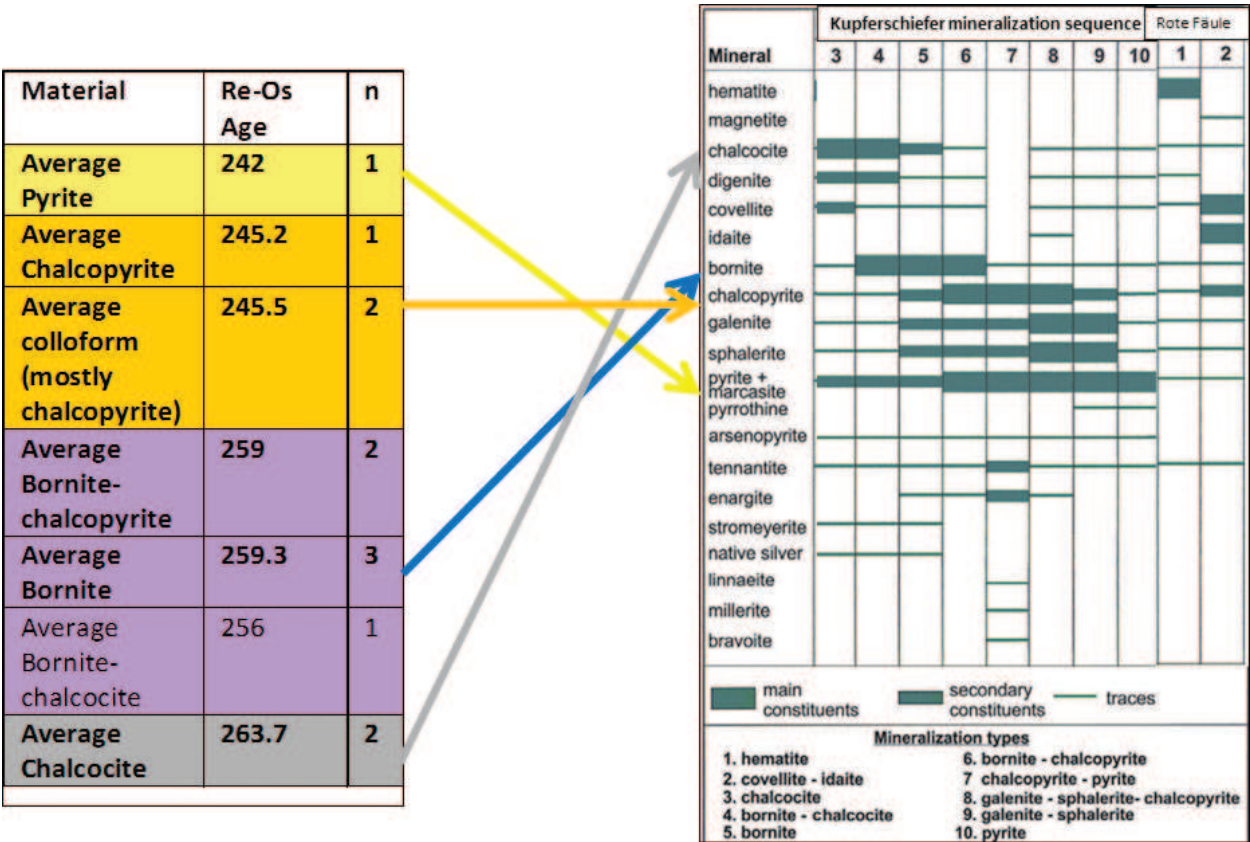 Material Re-Os Age n
Average Pyrite 242 1
Average Chalcopyrite 245.2 1
Average colloform (mostly chalcopyrite) 245.5 2
Average Bornite-chalcopyrite 259 2
Average Bornite 259.3 3
Average Bornite-chalcocite 256 1
Average Chalcocite 263.7 2
Kupferschiefer mineralization sequence Rote Fäule
Mineral 3 4 5 6 7 8 9 10 1 2
hematite
magnetite
chalcocite
digenite
covellite
idaite
bornite
chalcopyrite
galenite
sphalerite
pyrite +
marcasite
pyrrothine
arsenopyrite
tennantite
enargite
stromeyerite
native silver
linnaeite
millerite
bravoite
main constituents
secondary constituents
traces
Mineralization types
1. hematite
2. covellite - idaite
3. chalcocite
4. bornite - chalcocite
5. bornite
6. bornite - chalcopyrite
7 chalcopyrite - pyrite
8. galenite - sphalerite- chalcopyrite
9. galenite - sphalerite
10. pyrite